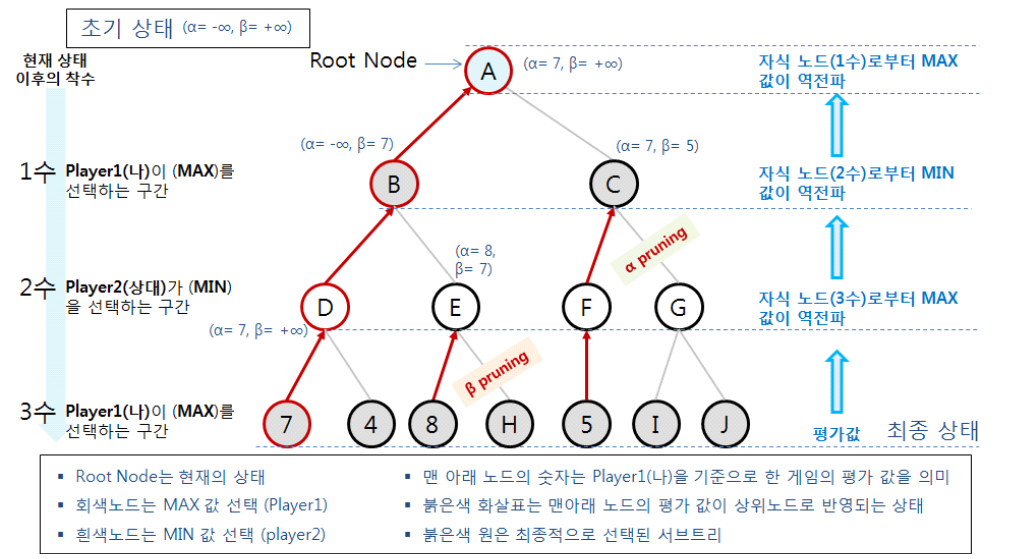 초기 상태 (α= -∞, β= +∞)
현재 상태
이후의 착수
Root Node
A
(α= 7, β= +∞)
자식 노드(1수)로부터 MAX
값이 역전파
(α= -∞, β= 7)
(α= 7, β= 5)
1수 Player1(나)이 (MAX)를
선택하는 구간
B
C
자식 노드(2수)로부터 MIN
값이 역전파
α pruning
(α= 8,
β= 7)
2수 Player2(상대)가 (MIN)
을 선택하는 구간
D
E
F
G
자식 노드(3수)로부터 MAX
값이 역전파
(α= 7, β= +∞)
β pruning
3수 Player1(나)이 (MAX)를
선택하는 구간
7
4
8
H
5
I
J
평가값
최종 상태
▪ Root Node는 현재의 상태
▪ 회색노드는 MAX 값 선택 (Player1)
▪ 흰색노드는 MIN 값 선택 (player2)
▪ 맨 아래 노드의 숫자는 Player1(나)을 기준으로 한 게임의 평가 값을 의미
▪ 붉은색 화살표는 맨아래 노드의 평가 값이 상위노드로 반영되는 상태
▪ 붉은색 원은 최종적으로 선택된 서브트리